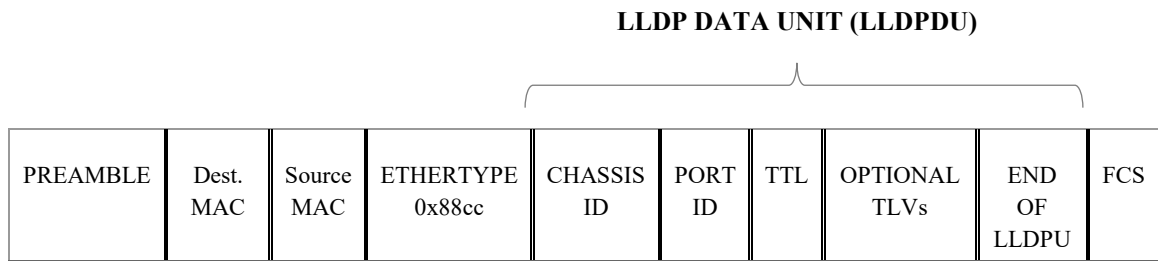 LLDP DATA UNIT (LLDPDU)
PREAMBLE Dest. Source ETHERTYPE CHASSIS PORT TTL OPTIONAL END FCS
MAC MAC 0x88cc ID ID TLVs OF
LLDPU